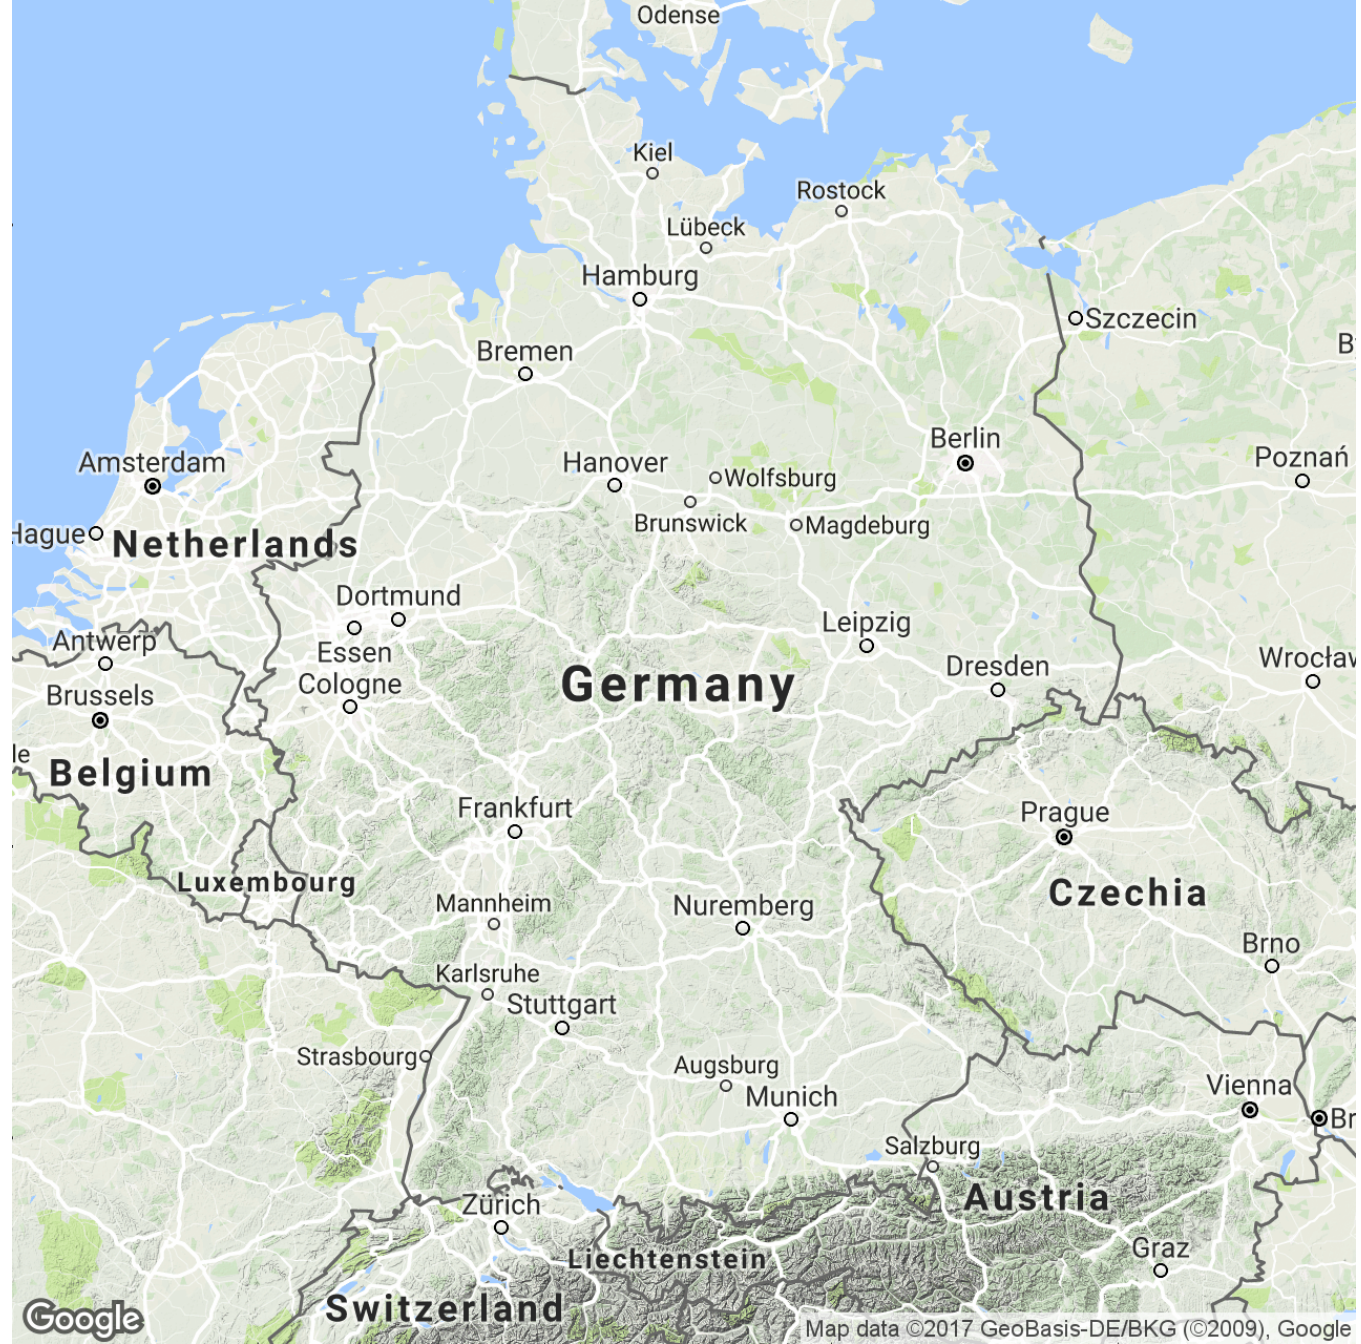 Odense
Kiel
Rostock
Lübeck
Hamburg
Szczecin
Bremen
Berlin
Amsterdam
Hanover
Wolfsburg
Poznań
Hague
Netherlands
Brunswick
Magdeburg
Dortmund
Essen
Antwerp
Leipzig
Cologne
Germany
Dresden
Brussels
Belgium
Frankfurt
Prague
Luxembourg
Czechia
Mannheim
Nuremberg
Brno
Karlsruhe
Stuttgart
Strasbourg
Augsburg
Munich
Vienna
Br
Salzburg
Austria
Zürich
Liechtenstein
Graz
Switzerland
Google
Map data ©2017 GeoBasis-DE/BKG (©2009), Google